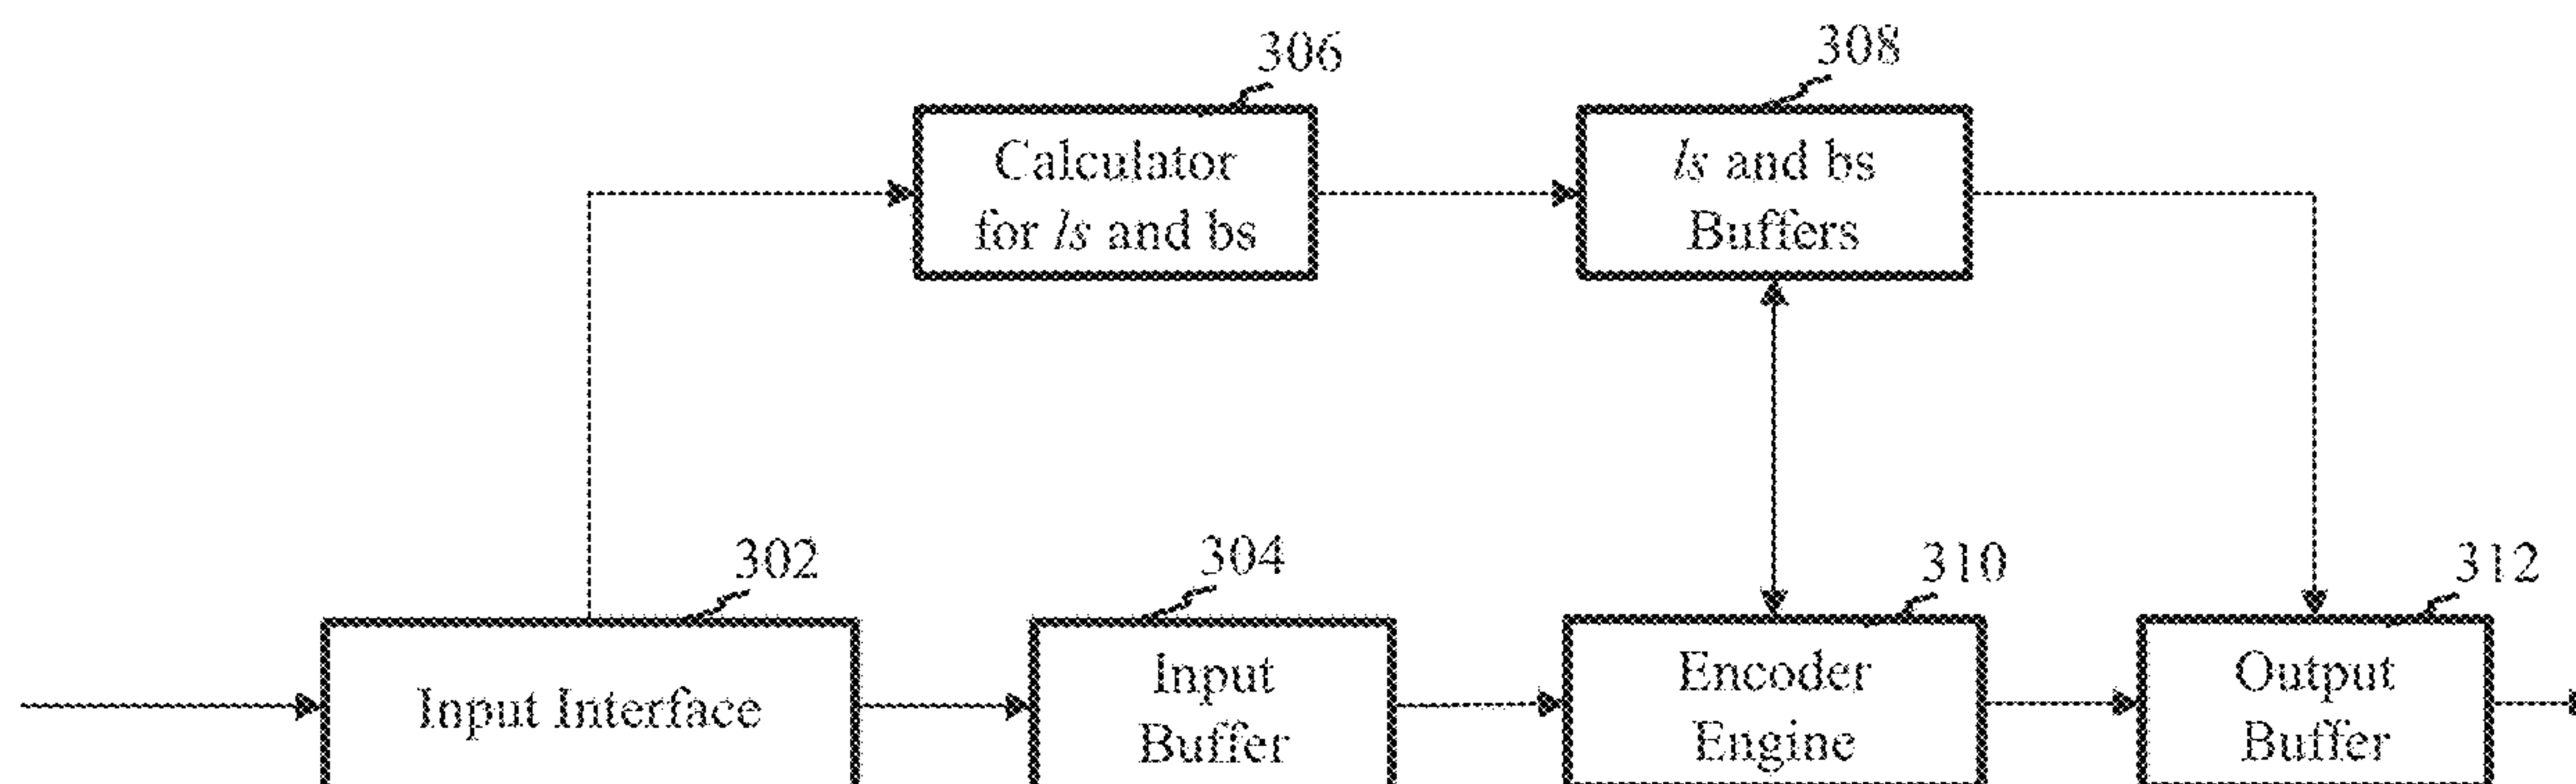 306
308
Calculator
for ls and bs
ls and bs
Buffers
302
304
310
312
Input Interface
Input
Buffer
Encoder
Engine
Output
Buffer